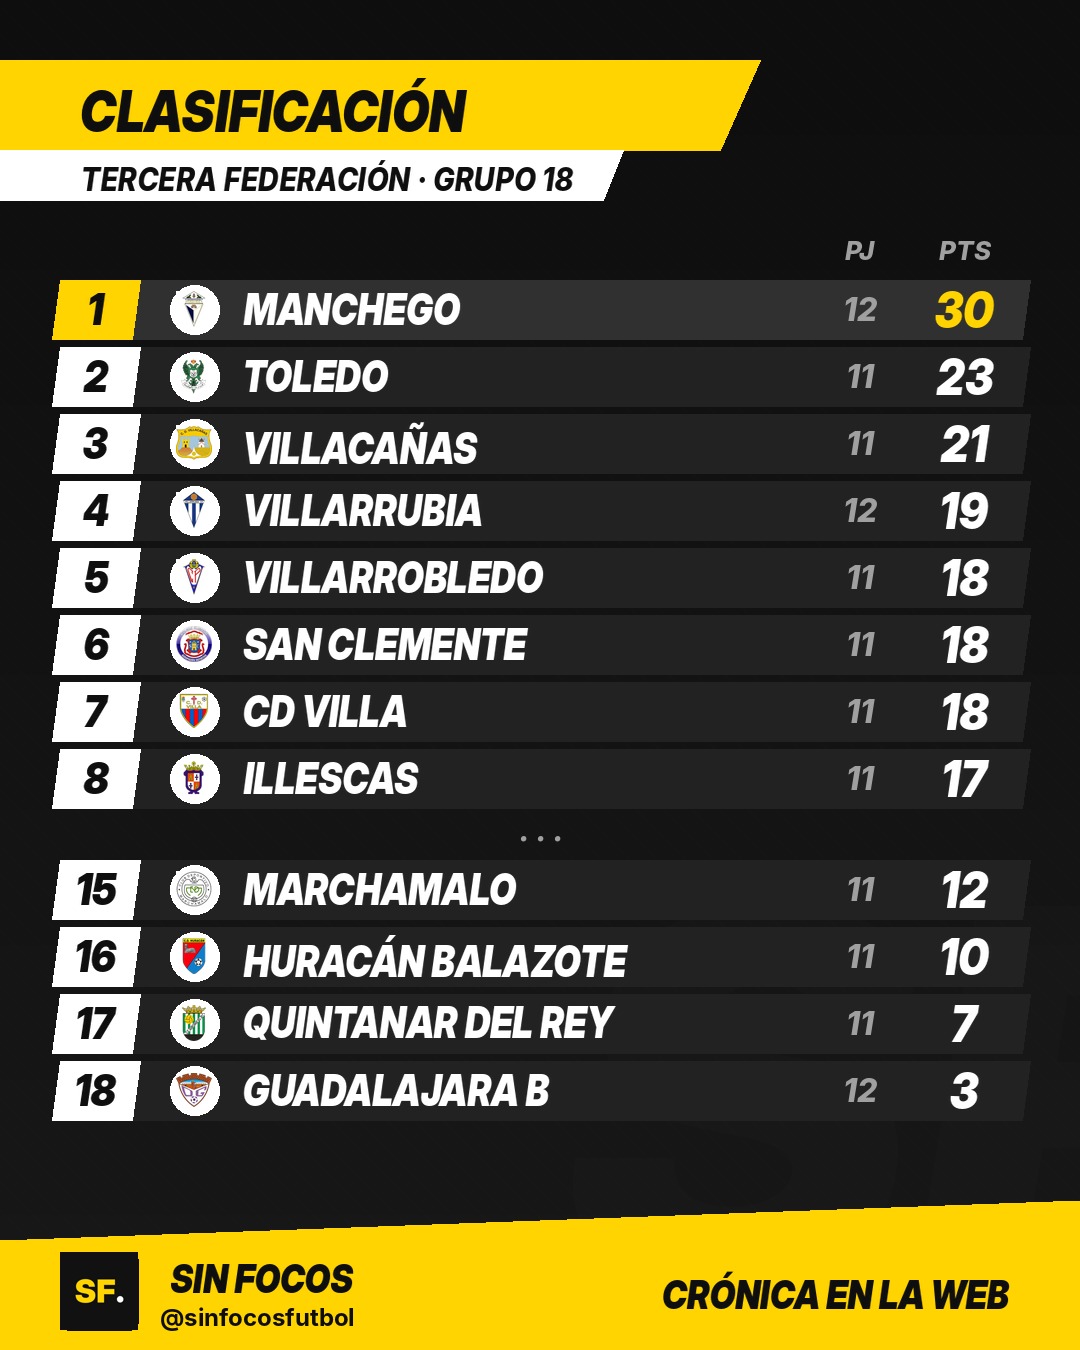 CLASIFICACIÓN
TERCERA FEDERACIÓN · GRUPO 18
PJ PTS
1 MANCHEGO 12 30
2 TOLEDO 11 23
3 VILLACAÑAS 11 21
4 VILLARRUBIA 12 19
5 VILLARROBLEDO 11 18
6 SAN CLEMENTE 11 18
7 CD VILLA 11 18
8 ILLESCAS 11 17
...
15 MARCHAMALO 11 12
16 HURACÁN BALAZOTE 11 10
17 QUINTANAR DEL REY 11 7
18 GUADALAJARA B 12 3
SF. SIN FOCOS
@sinfocosfutbol
CRÓNICA EN LA WEB